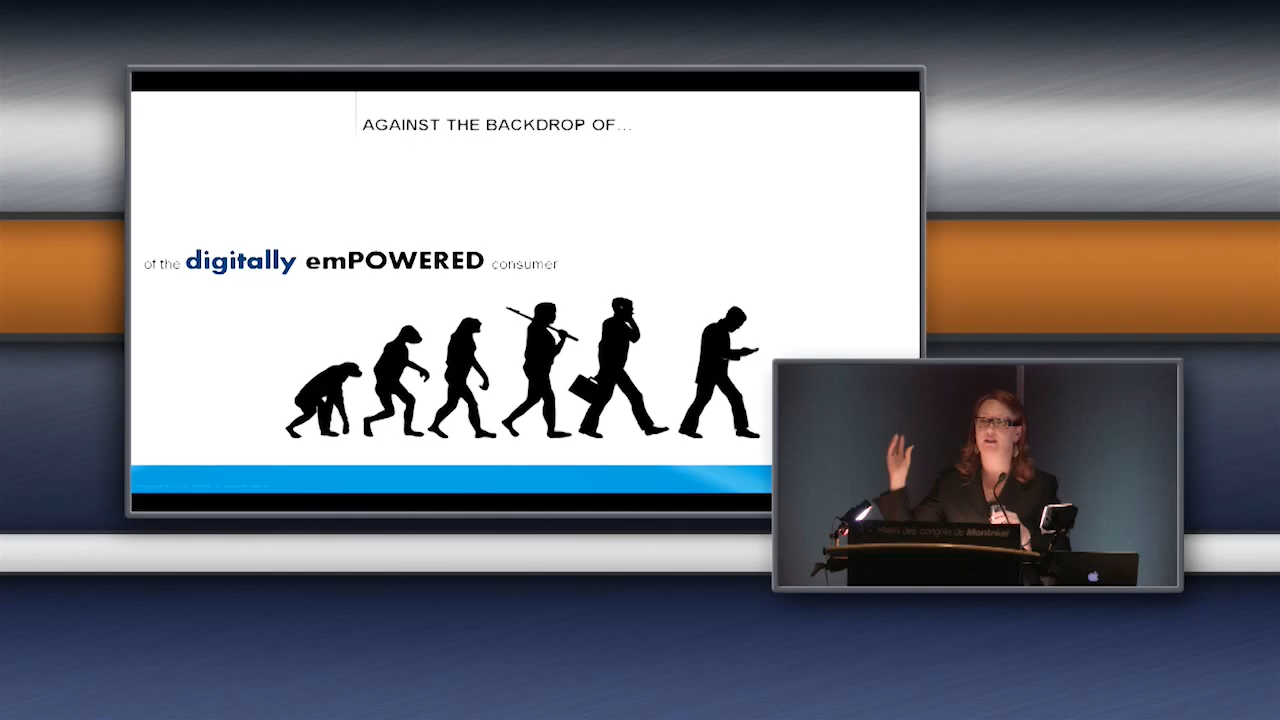 AGAINST THE BACKDROP OF...
of the digitally emPOWERED consumer
Palais des congrès de Montréal